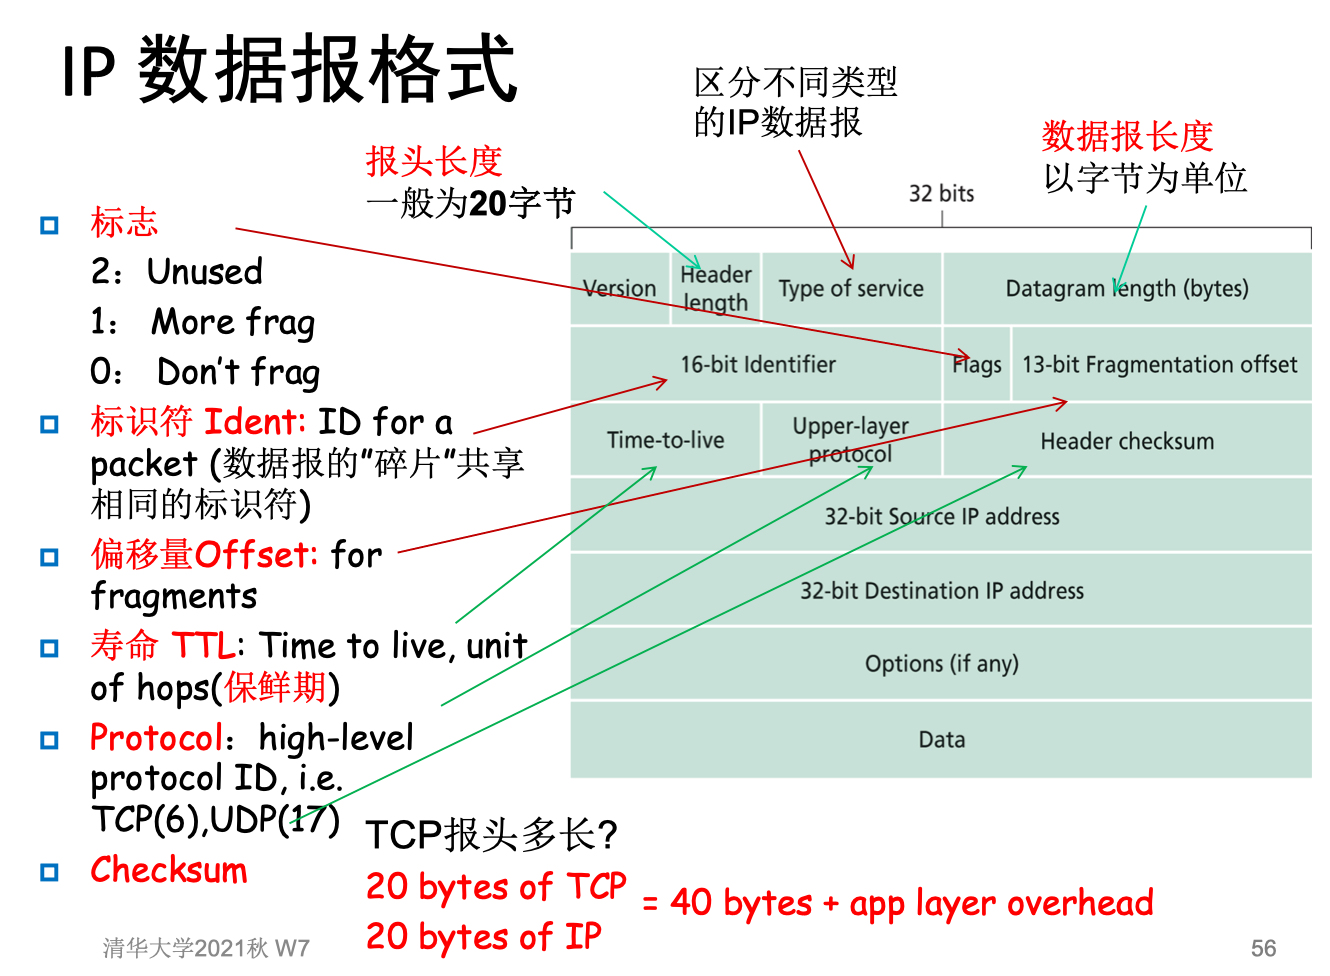 IP 数据报格式
区分不同类型
的IP数据报
报头长度
一般为20字节
数据报长度
以字节为单位
标志
2：Unused
1： More frag
0： Don't frag
标识符 Ident: ID for a
packet (数据报的"碎片"共享
相同的标识符)
偏移量Offset: for
fragments
寿命 TTL: Time to live, unit
of hops(保鲜期)
Protocol：high-level
protocol ID, i.e.
TCP(6),UDP(17)
Checksum
32 bits
Version
Header
length
Type of service
Datagram length (bytes)
16-bit Identifier
Flags
13-bit Fragmentation offset
Time-to-live
Upper-layer
protocol
Header checksum
32-bit Source IP address
32-bit Destination IP address
Options (if any)
Data
TCP报头多长?
20 bytes of TCP
20 bytes of IP
= 40 bytes + app layer overhead
清华大学2021秋 W7
56